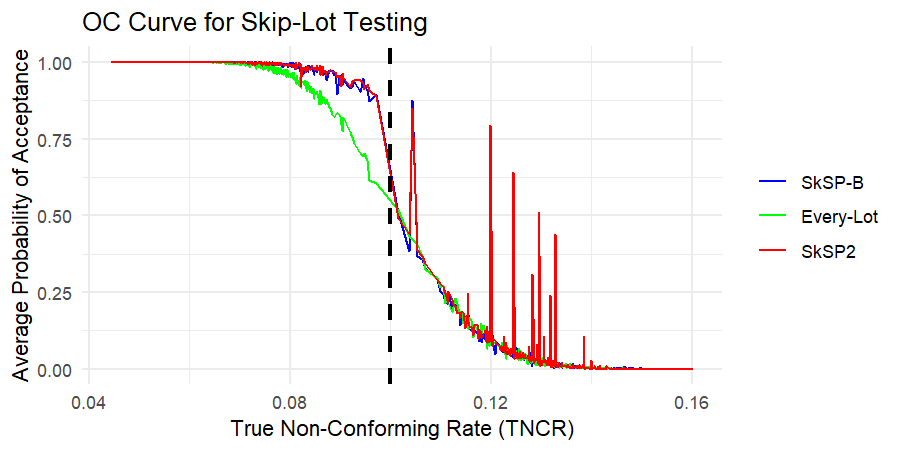 OC Curve for Skip-Lot Testing
Average Probability of Acceptance
1.00
0.75
0.50
0.25
0.00
0.04
0.08
0.12
0.16
True Non-Conforming Rate (TNCR)
SkSP-B
Every-Lot
SkSP2